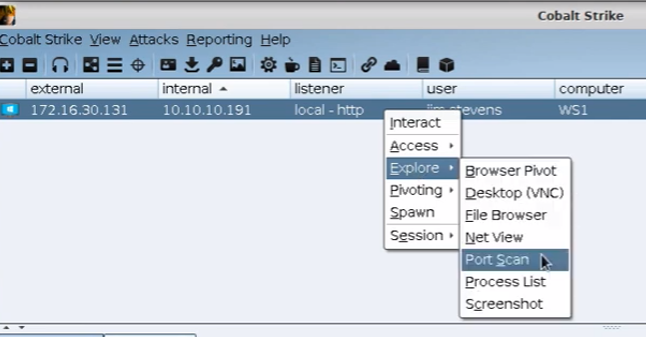 Cobalt Strike
Cobalt Strike View Attacks Reporting Help
external internal listener user computer
172.16.30.131 10.10.10.191 local - http jim stevens WS1
Interact
Access
Explore
Pivoting
Spawn
Session
Browser Pivot
Desktop (VNC)
File Browser
Net View
Port Scan
Process List
Screenshot